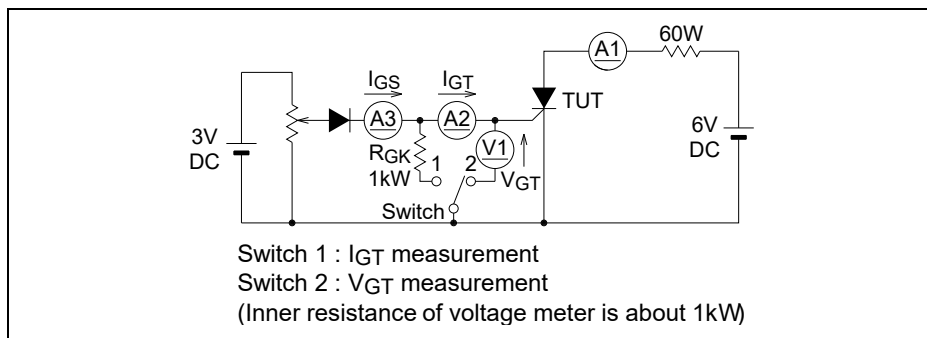 60W
A1
IGS
IGT
TUT
A3
A2
3V
DC
RGK
1kW
1
2
V1
VGT
6V
DC
Switch
Switch 1 : IGT measurement
Switch 2 : VGT measurement
(Inner resistance of voltage meter is about 1kW)